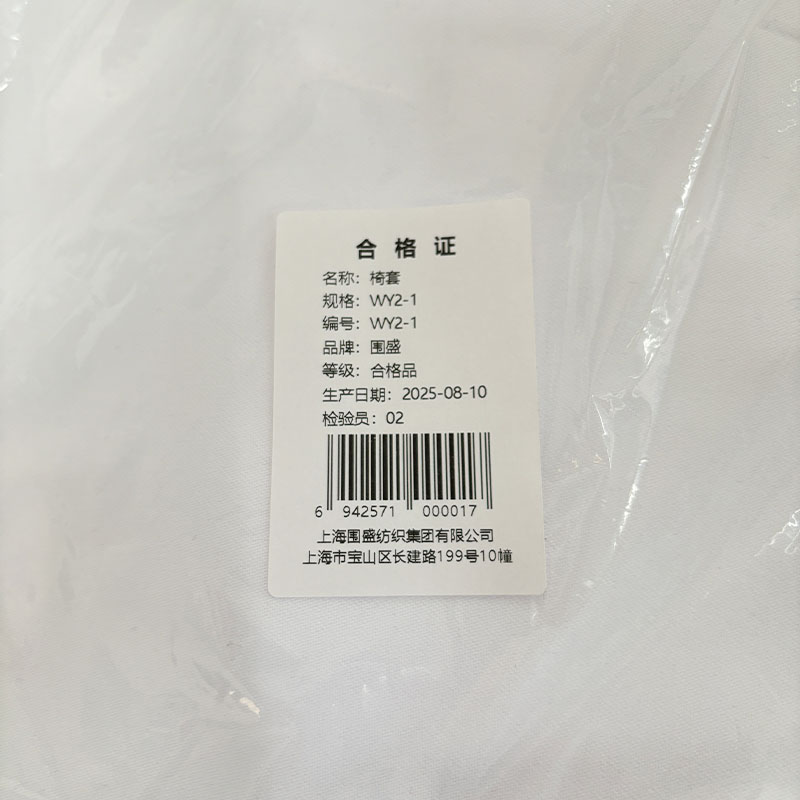 合格证
名称：椅套
规格：WY2-1
编号：WY2-1
品牌：围盛
等级：合格品
生产日期：2025-08-10
检验员：02
6 942571 000017
上海围盛纺织集团有限公司
上海市宝山区长建路199号10幢